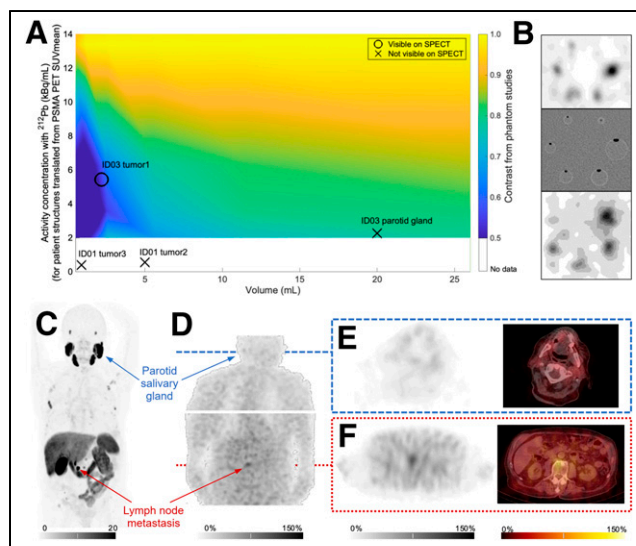 A
B
14
12
10
8
6
4
2
0
Activity concentration with ²¹²Pb (kBq/mL)
(for patient structures translated from PSMA PET SUVmean)
Visible on SPECT
Not visible on SPECT
ID03 tumor1
ID03 parotid gland
ID01 tumor3
ID01 tumor2
5
10
15
20
25
Volume (mL)
1.0
0.9
0.8
0.7
0.6
0.5
No data
Contrast from phantom studies
C
D
E
F
Parotid
salivary
gland
Lymph node
metastasis
0
20
0%
150%
0%
150%
0%
150%